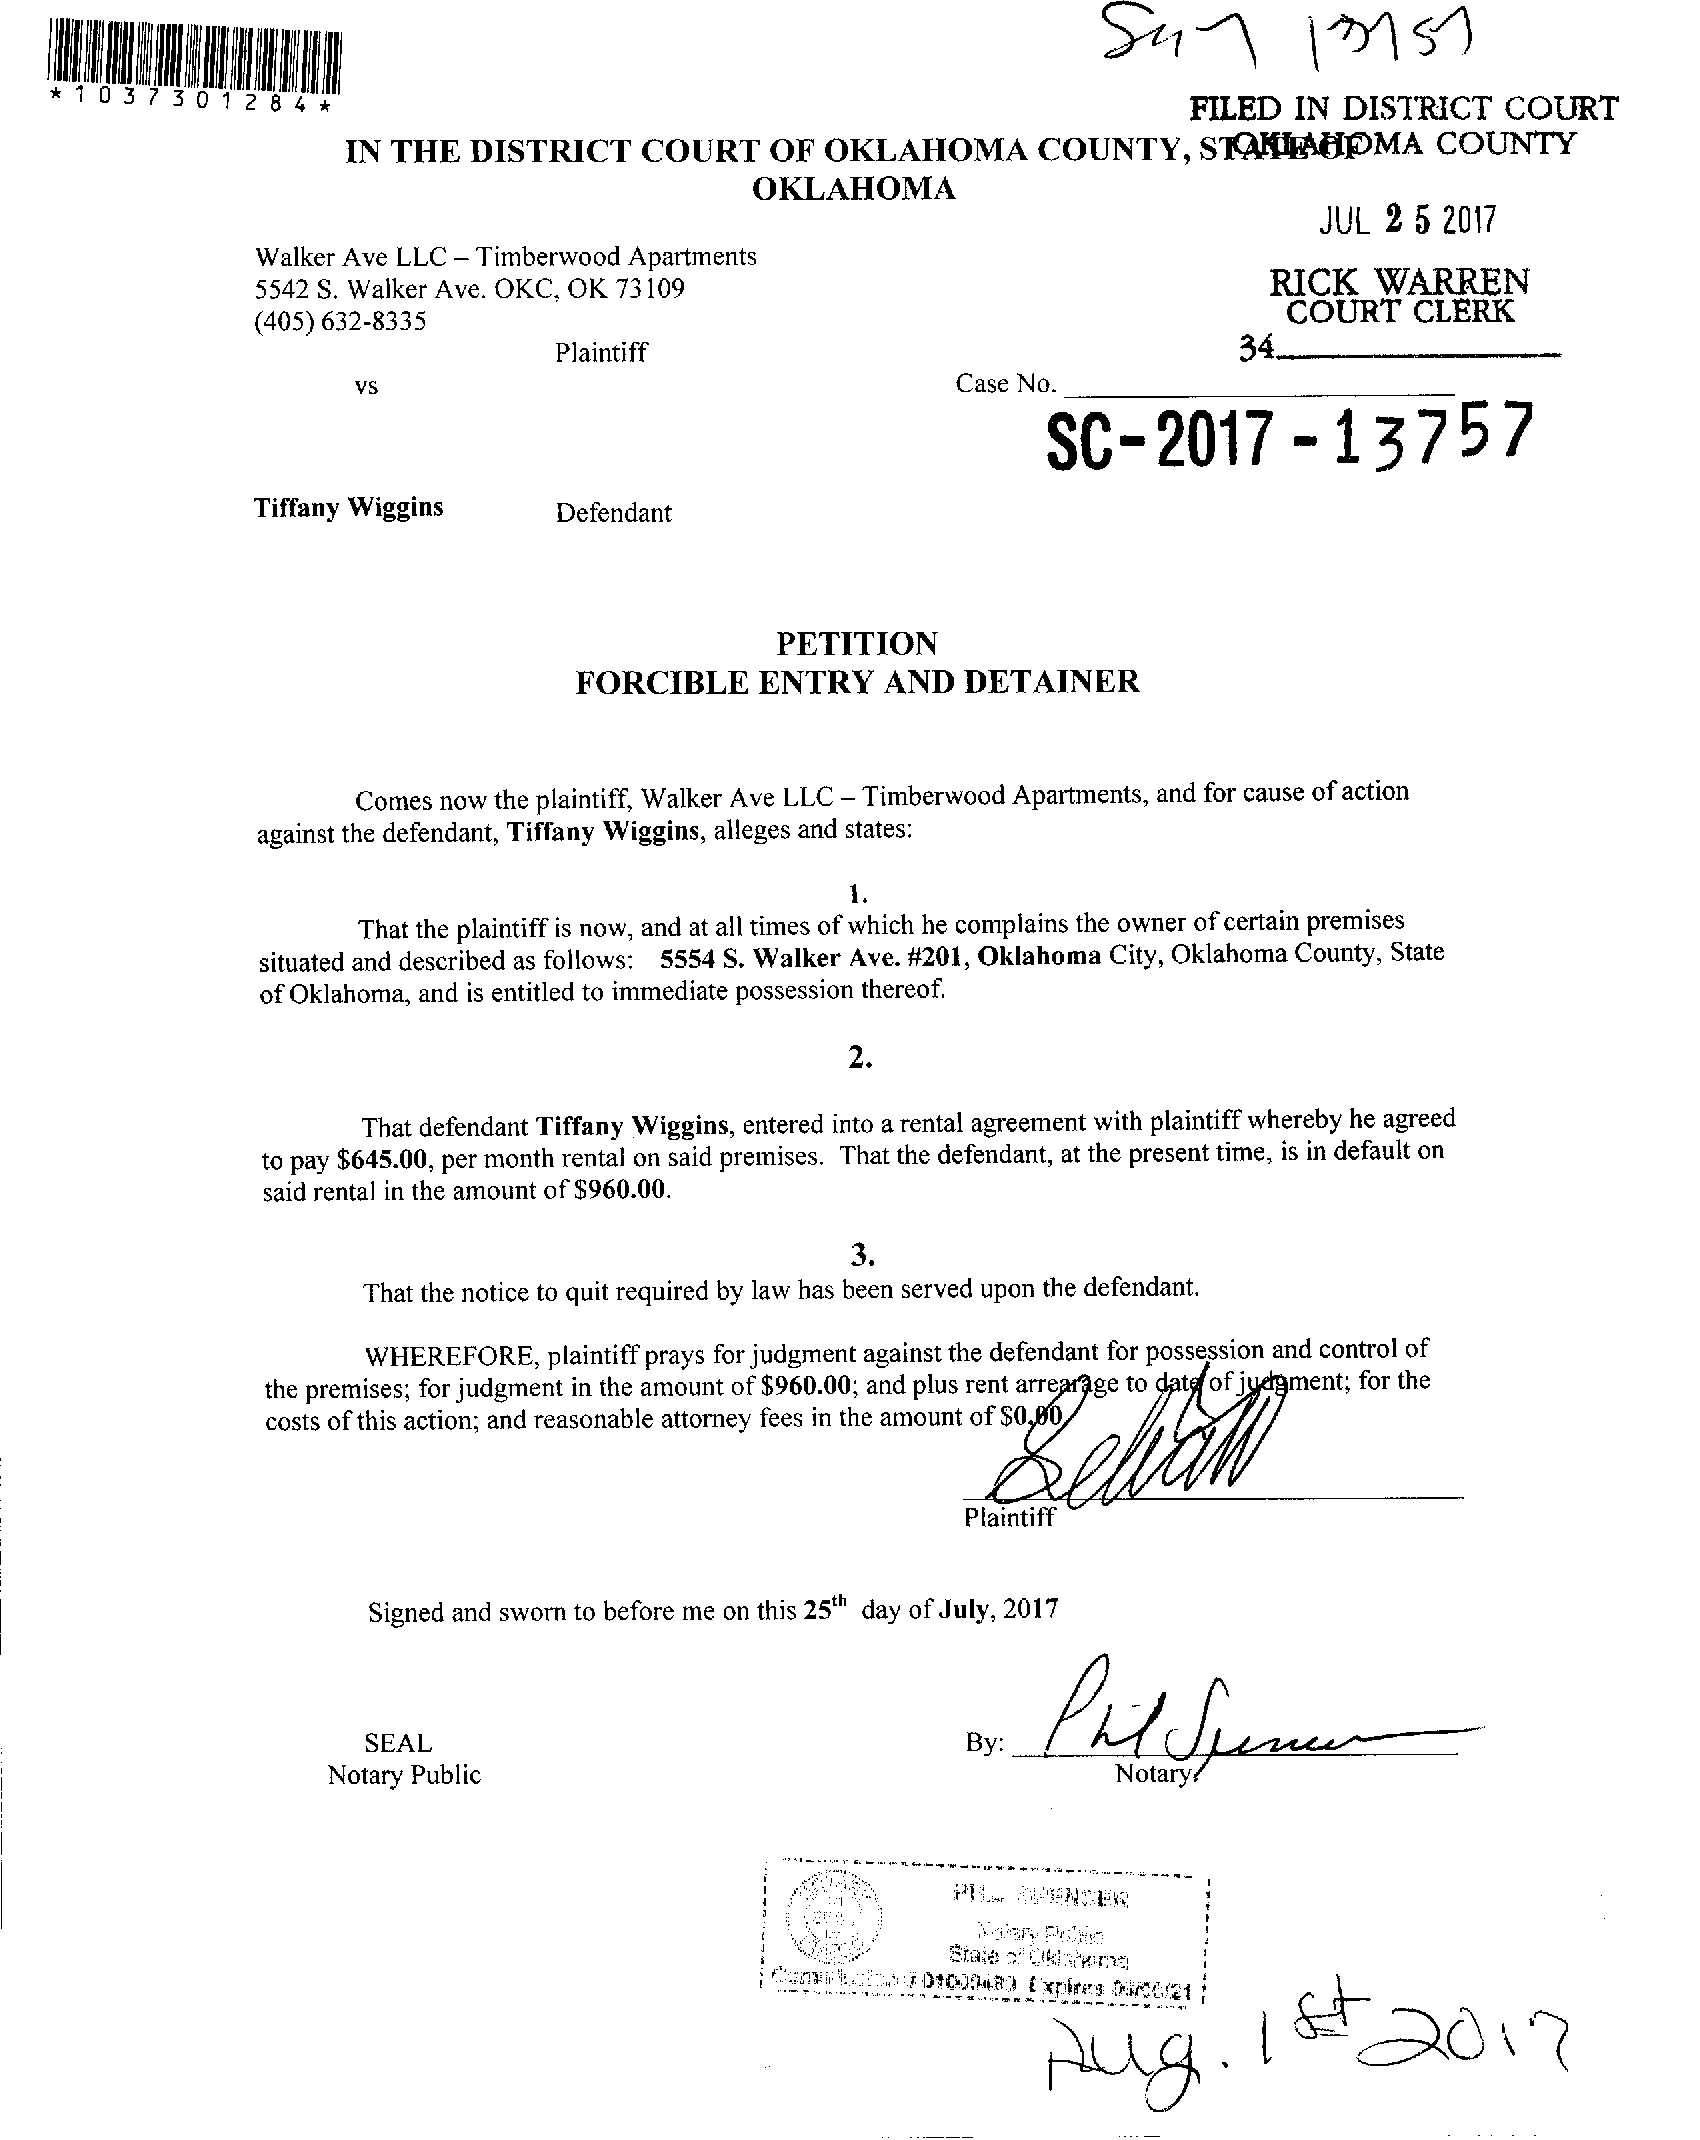 *1037301284*
FILED IN DISTRICT COURT
OKLAHOMA COUNTY
IN THE DISTRICT COURT OF OKLAHOMA COUNTY, STATE OF
OKLAHOMA
JUL 25 2017
Walker Ave LLC – Timberwood Apartments
5542 S. Walker Ave. OKC, OK 73109
(405) 632-8335
RICK WARREN
COURT CLERK
34
Plaintiff
vs
Case No.
SC-2017-13757
Tiffany Wiggins Defendant
PETITION
FORCIBLE ENTRY AND DETAINER
Comes now the plaintiff, Walker Ave LLC – Timberwood Apartments, and for cause of action
against the defendant, Tiffany Wiggins, alleges and states:
1.
That the plaintiff is now, and at all times of which he complains the owner of certain premises
situated and described as follows: 5554 S. Walker Ave. #201, Oklahoma City, Oklahoma County, State
of Oklahoma, and is entitled to immediate possession thereof.
2.
That defendant Tiffany Wiggins, entered into a rental agreement with plaintiff whereby he agreed
to pay $645.00, per month rental on said premises. That the defendant, at the present time, is in default on
said rental in the amount of $960.00.
3.
That the notice to quit required by law has been served upon the defendant.
WHEREFORE, plaintiff prays for judgment against the defendant for possession and control of
the premises; for judgment in the amount of $960.00; and plus rent arrearage to date of judgment; for the
costs of this action; and reasonable attorney fees in the amount of $0.00
Plaintiff
Signed and sworn to before me on this 25th day of July, 2017
SEAL
Notary Public
By: Phil Spencer
Notary
PHIL SPENCER
Notary Public
State of Oklahoma
Expires
Aug. 1st 2017